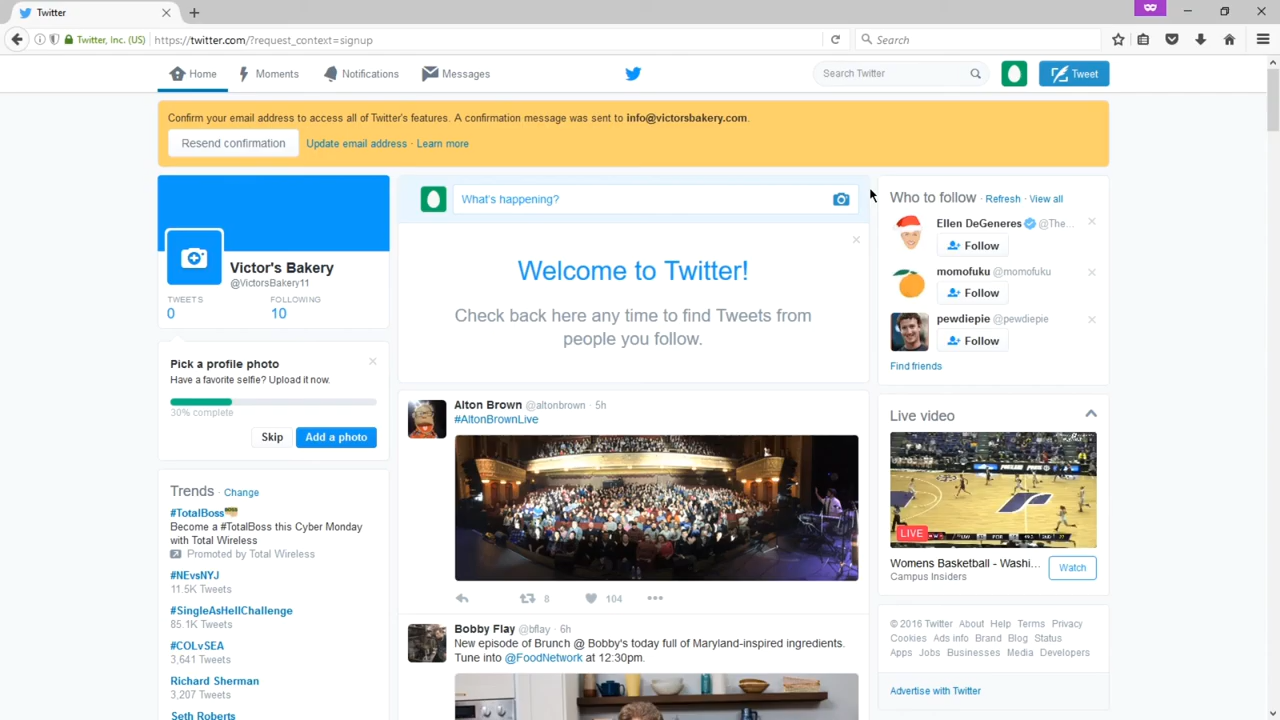 Twitter
Twitter, Inc. (US)
https://twitter.com/?request_context=signup
Search
Home
Moments
Notifications
Messages
Search Twitter
Tweet
Confirm your email address to access all of Twitter's features. A confirmation message was sent to info@victorsbakery.com.
Resend confirmation
Update email address · Learn more
Victor's Bakery
@VictorsBakery11
TWEETS
FOLLOWING
0
10
Pick a profile photo
Have a favorite selfie? Upload it now.
30% complete
Skip
Add a photo
Trends · Change
#TotalBoss
Become a #TotalBoss this Cyber Monday
with Total Wireless
Promoted by Total Wireless
#NEvsNYJ
11.5K Tweets
#SingleAsHellChallenge
85.1K Tweets
#COLvSEA
3,641 Tweets
Richard Sherman
3,207 Tweets
Seth Roberts
What's happening?
Welcome to Twitter!
Check back here any time to find Tweets from
people you follow.
Alton Brown @altonbrown · 5h
#AltonBrownLive
8
104
Bobby Flay @bflay · 6h
New episode of Brunch @ Bobby's today full of Maryland-inspired ingredients.
Tune into @FoodNetwork at 12:30pm.
Who to follow · Refresh · View all
Ellen DeGeneres @The...
Follow
momofuku @momofuku
Follow
pewdiepie @pewdiepie
Follow
Find friends
Live video
LIVE
Womens Basketball - Washi...
Campus Insiders
Watch
© 2016 Twitter About Help Terms Privacy
Cookies Ads info Brand Blog Status
Apps Jobs Businesses Media Developers
Advertise with Twitter